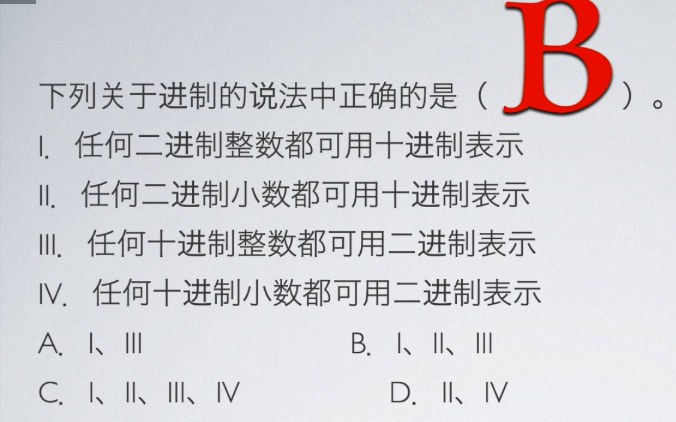 下列关于进制的说法中正确的是（ B ）。
I. 任何二进制整数都可用十进制表示
II. 任何二进制小数都可用十进制表示
III. 任何十进制整数都可用二进制表示
IV. 任何十进制小数都可用二进制表示
A. I、III B. I、II、III
C. I、II、III、IV D. II、IV